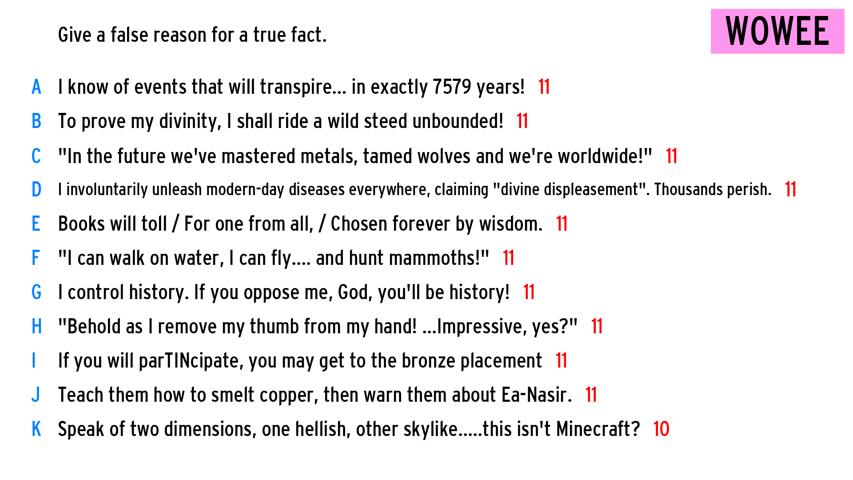 Give a false reason for a true fact.
WOWEE
A I know of events that will transpire... in exactly 7579 years! 11
B To prove my divinity, I shall ride a wild steed unbounded! 11
C "In the future we've mastered metals, tamed wolves and we're worldwide!" 11
D I involuntarily unleash modern-day diseases everywhere, claiming "divine displeasement". Thousands perish. 11
E Books will toll / For one from all, / Chosen forever by wisdom. 11
F "I can walk on water, I can fly.... and hunt mammoths!" 11
G I control history. If you oppose me, God, you'll be history! 11
H "Behold as I remove my thumb from my hand! ...Impressive, yes?" 11
I If you will parTINcipate, you may get to the bronze placement 11
J Teach them how to smelt copper, then warn them about Ea-Nasir. 11
K Speak of two dimensions, one hellish, other skylike.....this isn't Minecraft? 10